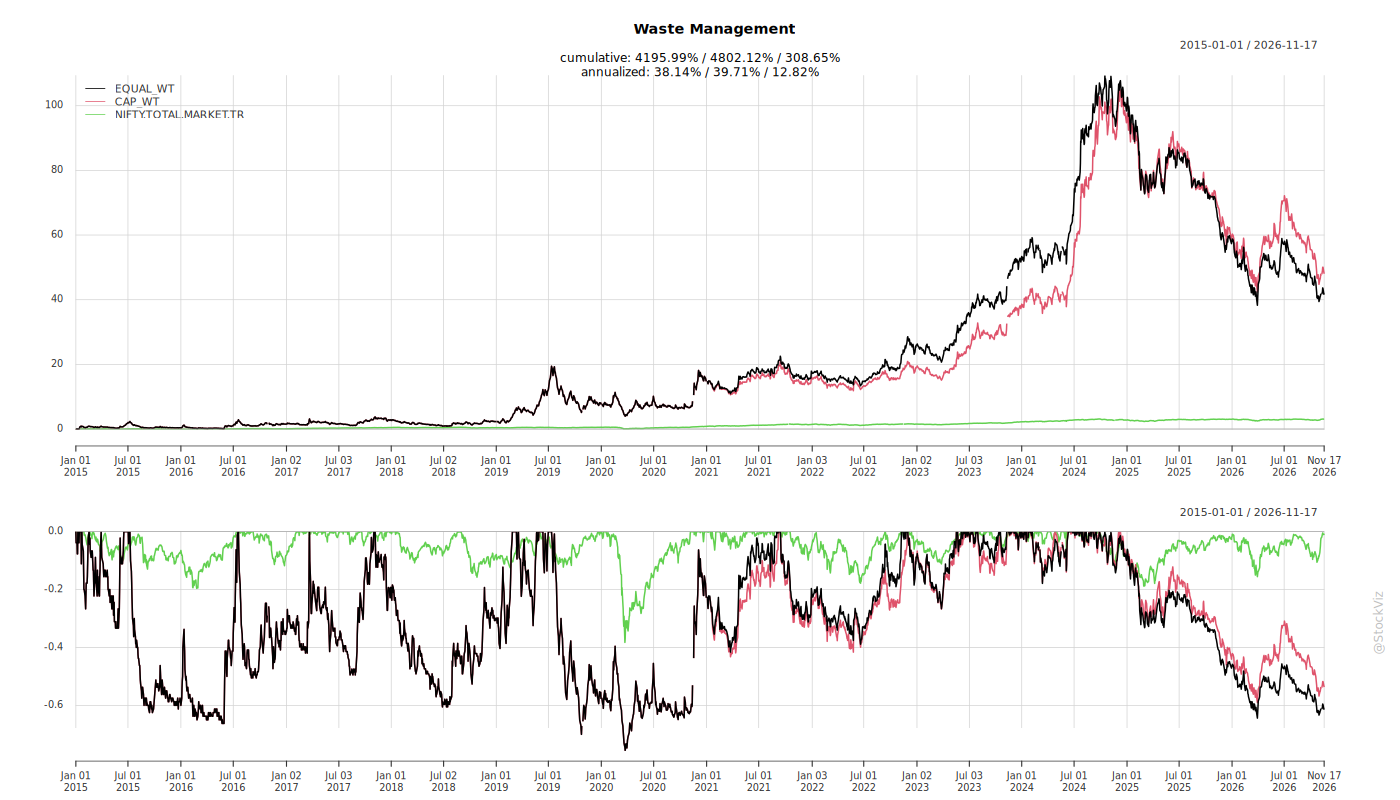 Waste Management
2015-01-01 / 2026-11-17
cumulative: 4195.99% / 4802.12% / 308.65%
annualized: 38.14% / 39.71% / 12.82%
EQUAL_WT
CAP_WT
NIFTY.TOTAL.MARKET.TR
100
80
60
40
20
0
Jan 01 Jul 01 Jan 01 Jul 01 Jan 02 Jul 03 Jan 01 Jul 02 Jan 01 Jul 01 Jan 01 Jul 01 Jan 01 Jul 01 Jan 03 Jul 01 Jan 02 Jul 03 Jan 01 Jul 01 Jan 01 Jul 01 Jan 01 Jul 01 Nov 17
2015 2015 2016 2016 2017 2017 2018 2018 2019 2019 2020 2020 2021 2021 2022 2022 2023 2023 2024 2024 2025 2025 2026 2026 2026
2015-01-01 / 2026-11-17
0.0
-0.2
-0.4
-0.6
Jan 01 Jul 01 Jan 01 Jul 01 Jan 02 Jul 03 Jan 01 Jul 02 Jan 01 Jul 01 Jan 01 Jul 01 Jan 01 Jul 01 Jan 03 Jul 01 Jan 02 Jul 03 Jan 01 Jul 01 Jan 01 Jul 01 Jan 01 Jul 01 Nov 17
2015 2015 2016 2016 2017 2017 2018 2018 2019 2019 2020 2020 2021 2021 2022 2022 2023 2023 2024 2024 2025 2025 2026 2026 2026
@StockViz